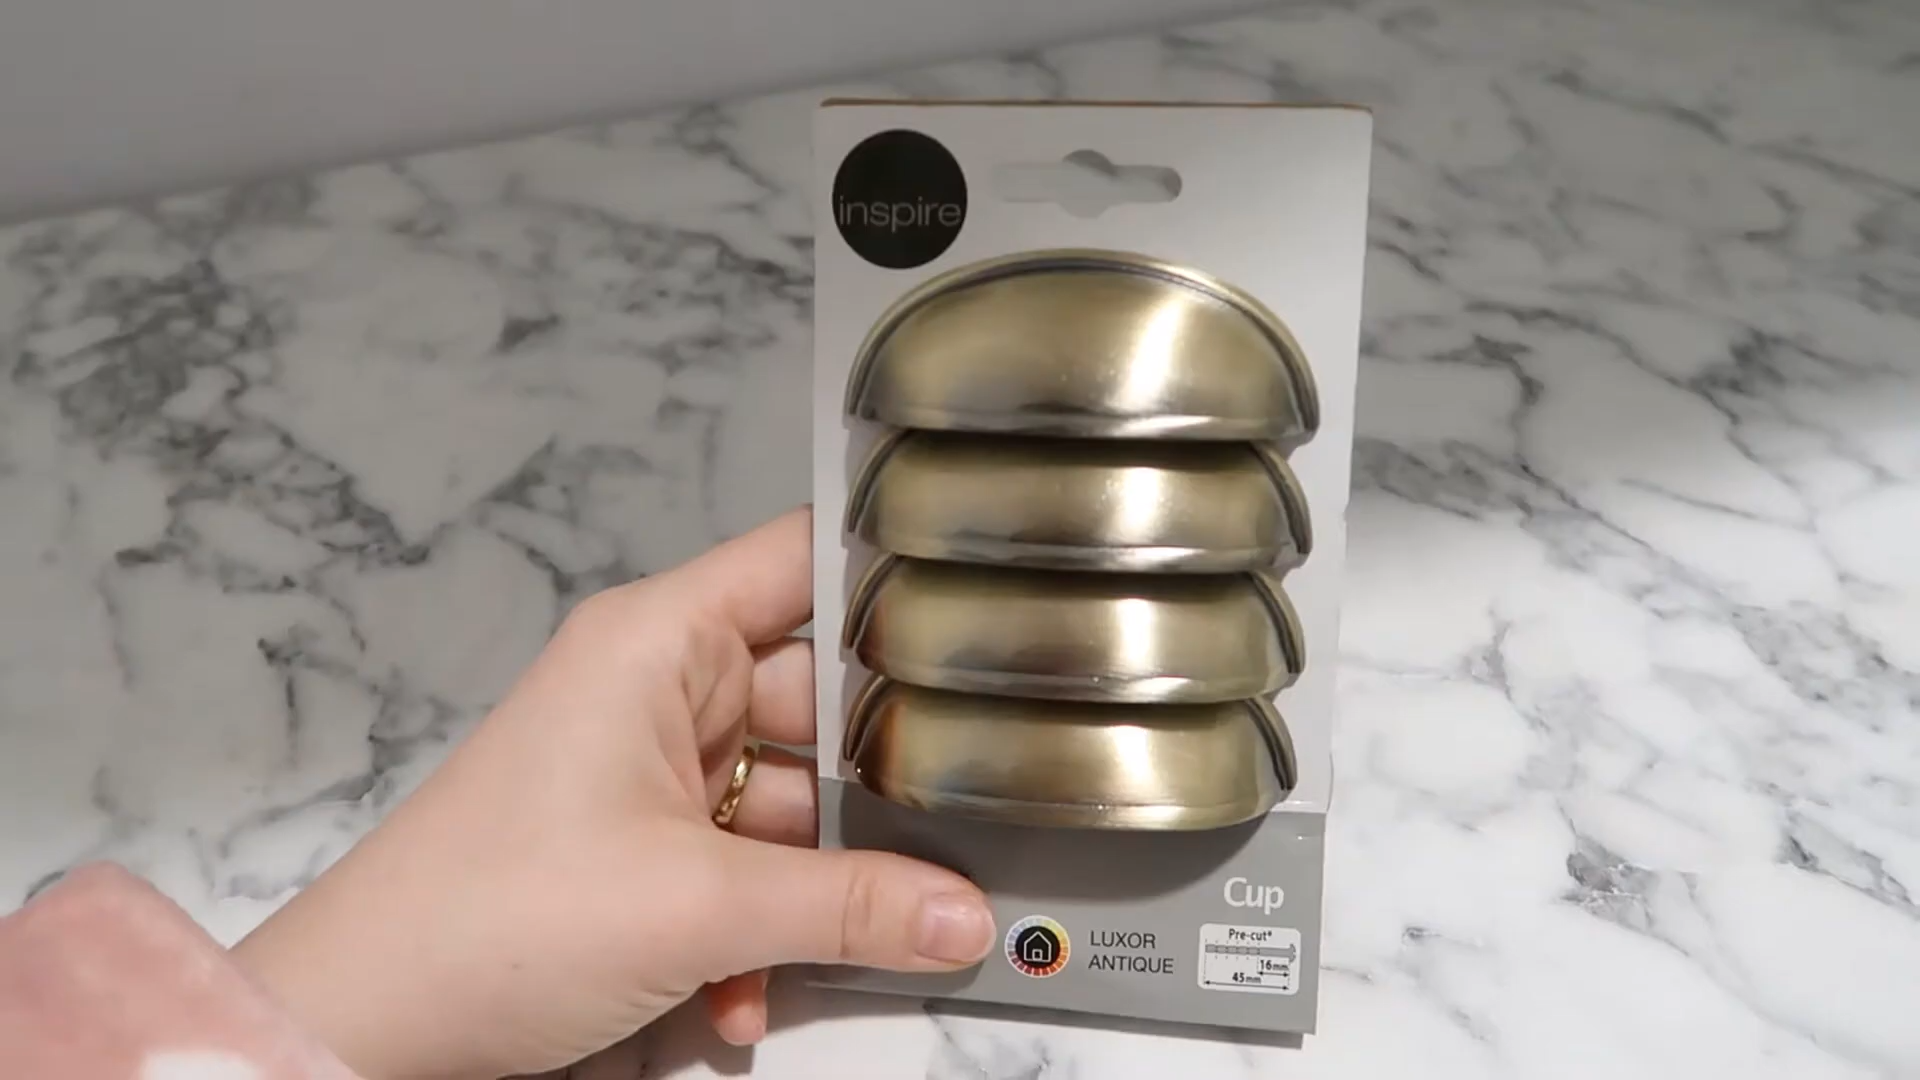 inspire
Cup
LUXOR
ANTIQUE
Pre-cut*
16mm
45mm